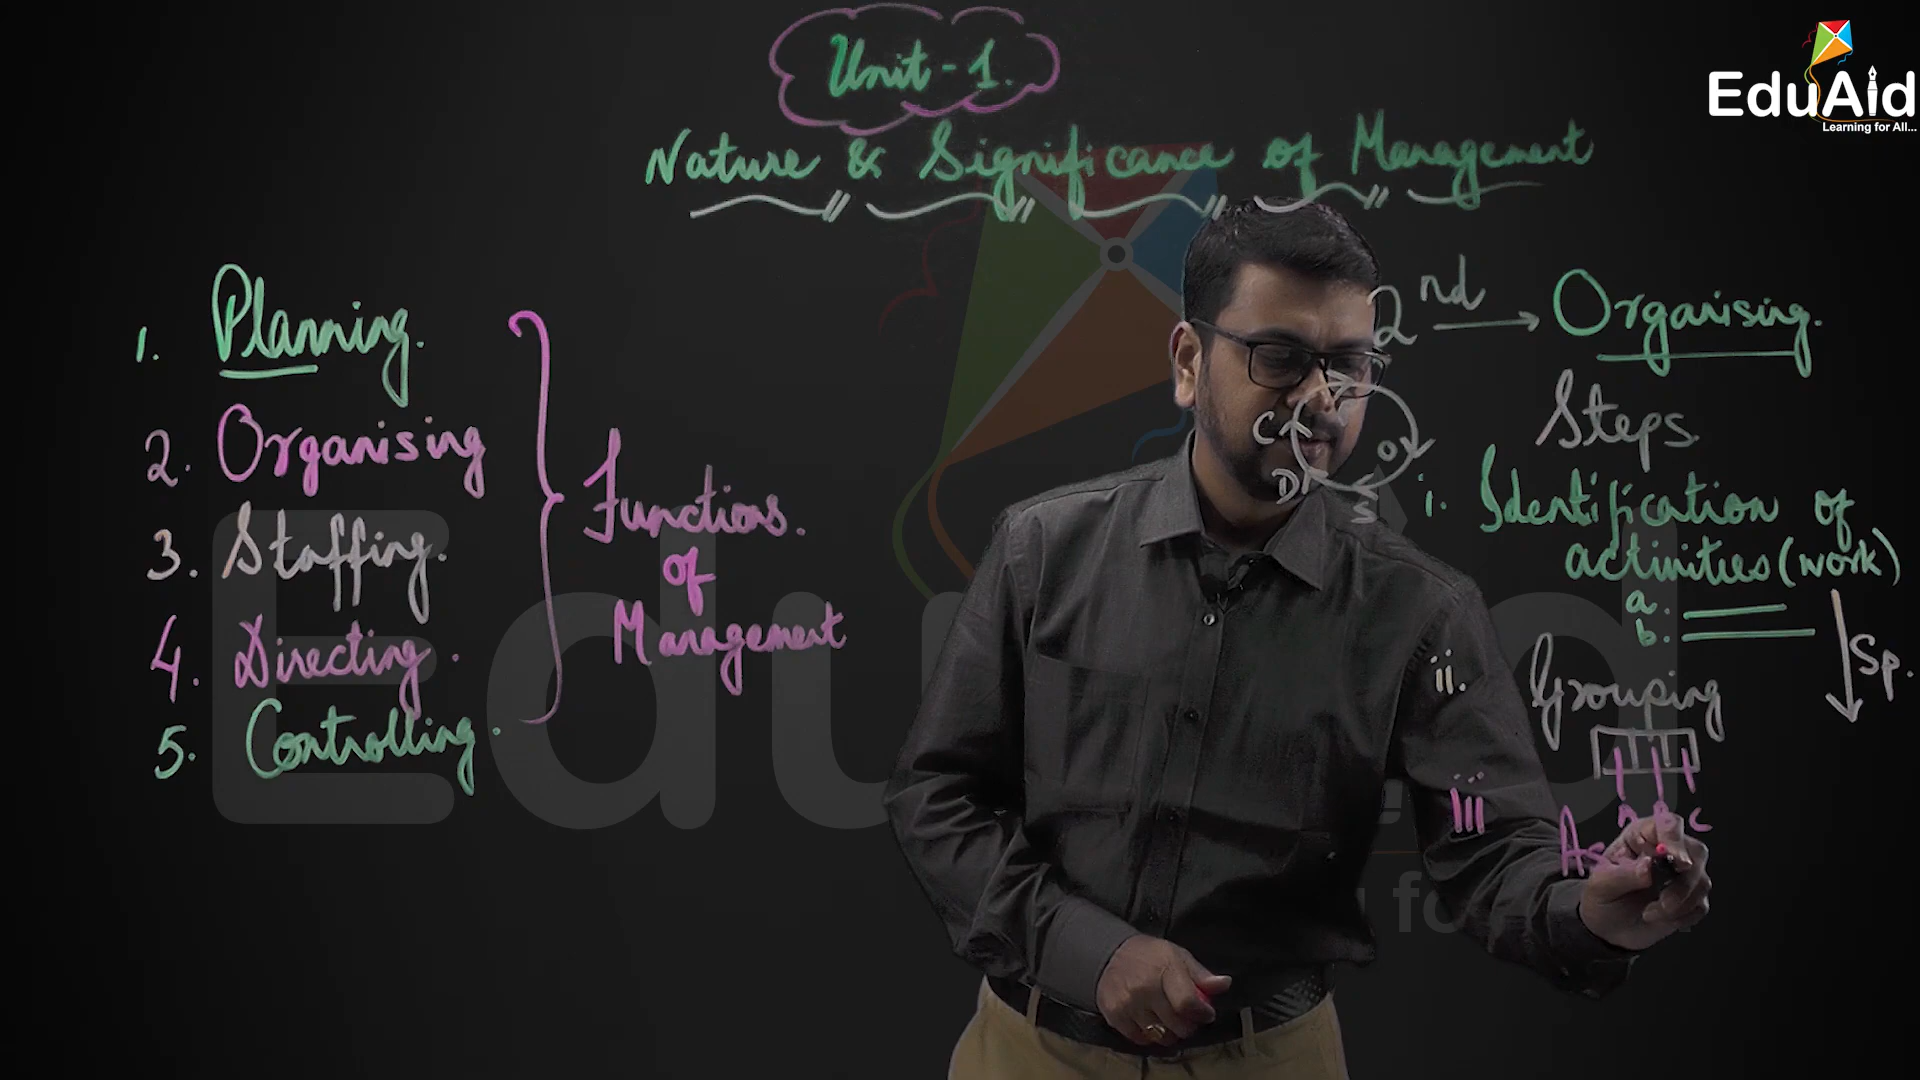 Unit-1.
Nature & Significance of Management
EduAid
Learning for All...
1. Planning.
2. Organising
3. Staffing.
4. Directing.
5. Controlling.
Functions.
of
Management
2nd → Organising.
Steps
C O
D S
i. Identification of
activities (work)
a.
b.
Sp.
ii. Grouping
A B C
iii
As